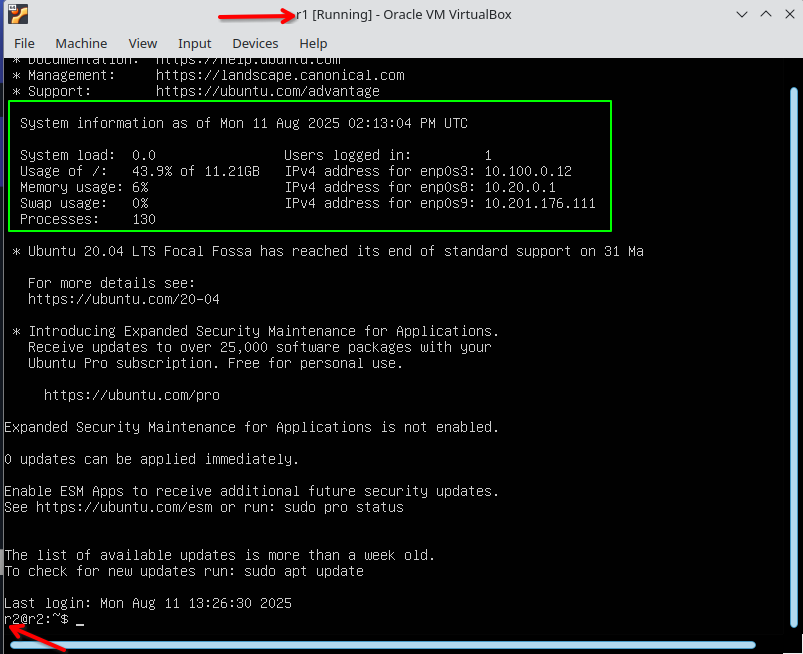 r1 [Running] - Oracle VM VirtualBox
File Machine View Input Devices Help
* Documentation: https://help.ubuntu.com
* Management: https://landscape.canonical.com
* Support: https://ubuntu.com/advantage
System information as of Mon 11 Aug 2025 02:13:04 PM UTC
System load: 0.0 Users logged in: 1
Usage of /: 43.9% of 11.21GB IPv4 address for enp0s3: 10.100.0.12
Memory usage: 6% IPv4 address for enp0s8: 10.20.0.1
Swap usage: 0% IPv4 address for enp0s9: 10.201.176.111
Processes: 130
* Ubuntu 20.04 LTS Focal Fossa has reached its end of standard support on 31 Ma
For more details see:
https://ubuntu.com/20-04
* Introducing Expanded Security Maintenance for Applications.
Receive updates to over 25,000 software packages with your
Ubuntu Pro subscription. Free for personal use.
https://ubuntu.com/pro
Expanded Security Maintenance for Applications is not enabled.
0 updates can be applied immediately.
Enable ESM Apps to receive additional future security updates.
See https://ubuntu.com/esm or run: sudo pro status
The list of available updates is more than a week old.
To check for new updates run: sudo apt update
Last login: Mon Aug 11 13:26:30 2025
r2@r2:~$ _